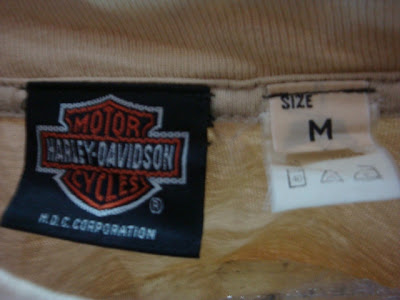 MOTOR
HARLEY-DAVIDSON
CYCLES
®
H.D.C. CORPORATION
SIZE
M